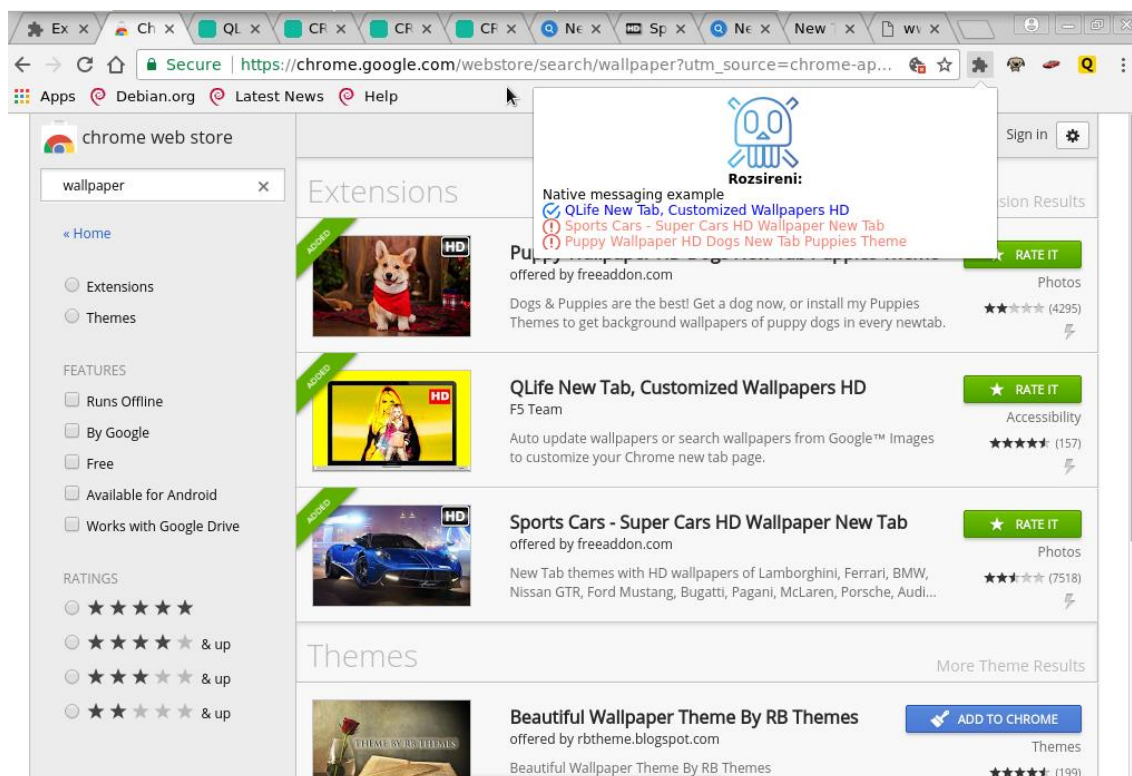 Ex
Ch
QL
CR
CR
CR
Ne
HD Sp
Ne
New T
wv
Secure | https://chrome.google.com/webstore/search/wallpaper?utm_source=chrome-ap...
Q
Apps Debian.org Latest News Help
chrome web store
Sign in
wallpaper
« Home
Extensions
Themes
FEATURES
Runs Offline
By Google
Free
Available for Android
Works with Google Drive
RATINGS
& up
& up
& up
Rozsireni:
Native messaging example
QLife New Tab, Customized Wallpapers HD
Sports Cars - Super Cars HD Wallpaper New Tab
Puppy Wallpaper HD Dogs New Tab Puppies Theme
Extensions
sion Results
ADDED
HD
Puppy Wallpaper HD Dogs New Tab Puppies Theme
offered by freeaddon.com
Dogs & Puppies are the best! Get a dog now, or install my Puppies
Themes to get background wallpapers of puppy dogs in every newtab.
RATE IT
Photos
(4295)
ADDED
HD
QLife New Tab, Customized Wallpapers HD
F5 Team
Auto update wallpapers or search wallpapers from Google™ Images
to customize your Chrome new tab page.
RATE IT
Accessibility
(157)
ADDED
HD
Sports Cars - Super Cars HD Wallpaper New Tab
offered by freeaddon.com
New Tab themes with HD wallpapers of Lamborghini, Ferrari, BMW,
Nissan GTR, Ford Mustang, Bugatti, Pagani, McLaren, Porsche, Audi...
RATE IT
Photos
(7518)
Themes
More Theme Results
THEME BY RB THEMES
Beautiful Wallpaper Theme By RB Themes
offered by rbtheme.blogspot.com
Beautiful Wallpaper Theme By RB Themes
ADD TO CHROME
Themes
(199)